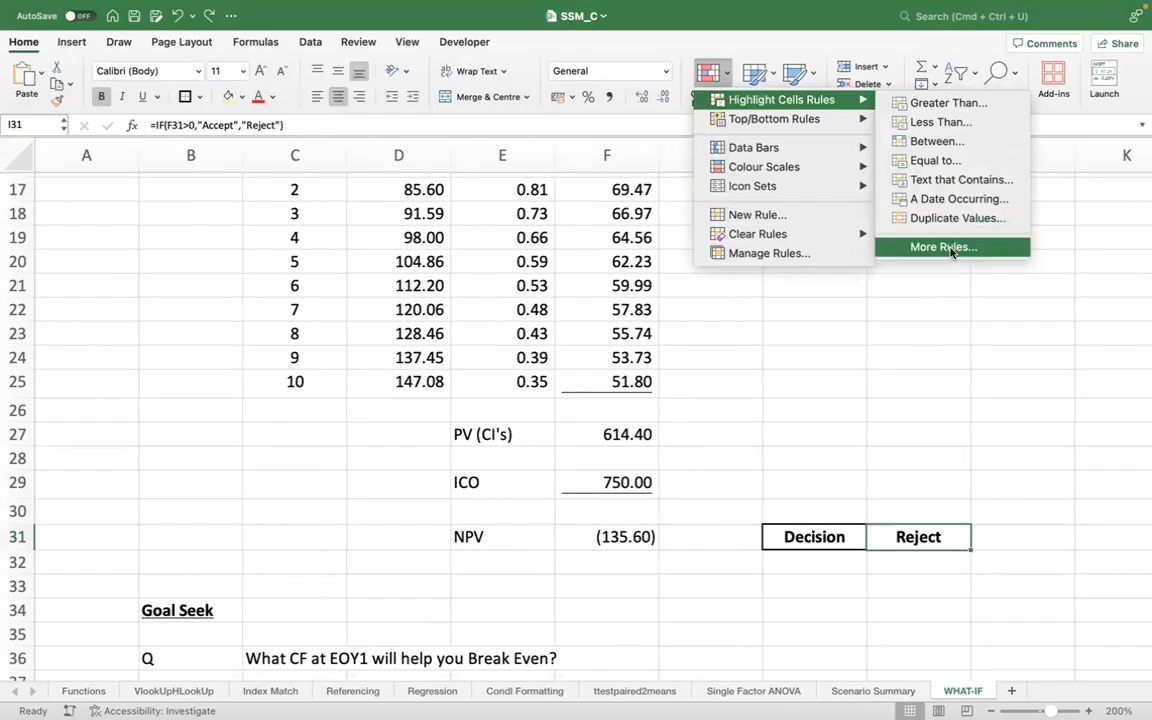 AutoSave OFF SSM_C Search (Cmd + Ctrl + U)
Home Insert Draw Page Layout Formulas Data Review View Developer Comments Share
Paste Calibri (Body) 11 A A Wrap Text General Insert Add-ins Launch
B I U A Merge & Centre % Delete
Highlight Cells Rules
Top/Bottom Rules
Data Bars
Colour Scales
Icon Sets
New Rule...
Clear Rules
Manage Rules...
Greater Than...
Less Than...
Between...
Equal to...
Text that Contains...
A Date Occurring...
Duplicate Values...
More Rules...
I31 fx =IF(F31>0,"Accept","Reject")
A B C D E F K
17 2 85.60 0.81 69.47
18 3 91.59 0.73 66.97
19 4 98.00 0.66 64.56
20 5 104.86 0.59 62.23
21 6 112.20 0.53 59.99
22 7 120.06 0.48 57.83
23 8 128.46 0.43 55.74
24 9 137.45 0.39 53.73
25 10 147.08 0.35 51.80
26
27 PV (CI's) 614.40
28
29 ICO 750.00
30
31 NPV (135.60) Decision Reject
32
33
34 Goal Seek
35
36 Q What CF at EOY1 will help you Break Even?
Functions VlookUpHLookUp Index Match Referencing Regression Condl Formatting ttestpaired2means Single Factor ANOVA Scenario Summary WHAT-IF
Ready Accessibility: Investigate 200%